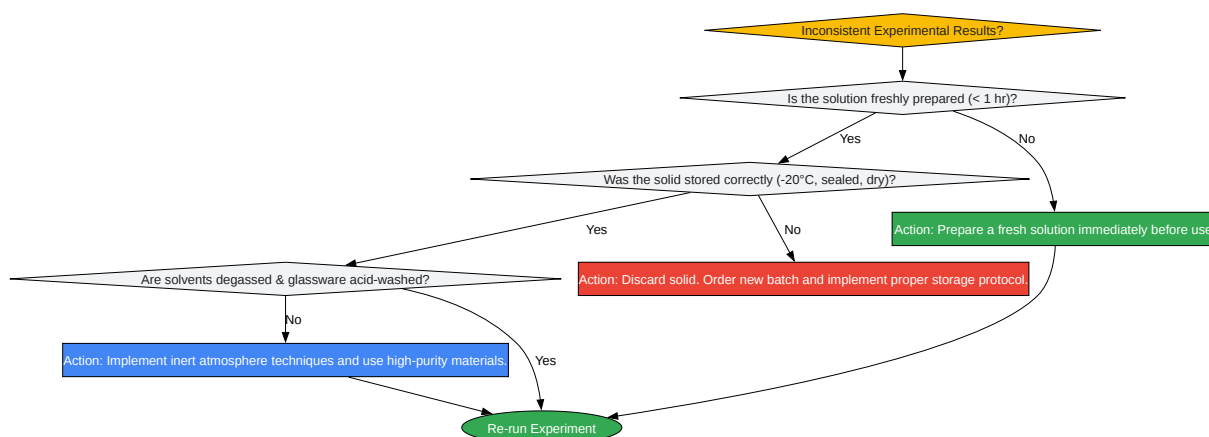 Inconsistent Experimental Results?
Is the solution freshly prepared (< 1 hr)?
Yes
No
Was the solid stored correctly (-20°C, sealed, dry)?
Yes
No
Action: Prepare a fresh solution immediately before use
Are solvents degassed & glassware acid-washed?
Action: Discard solid. Order new batch and implement proper storage protocol.
No
Action: Implement inert atmosphere techniques and use high-purity materials.
Yes
Re-run Experiment